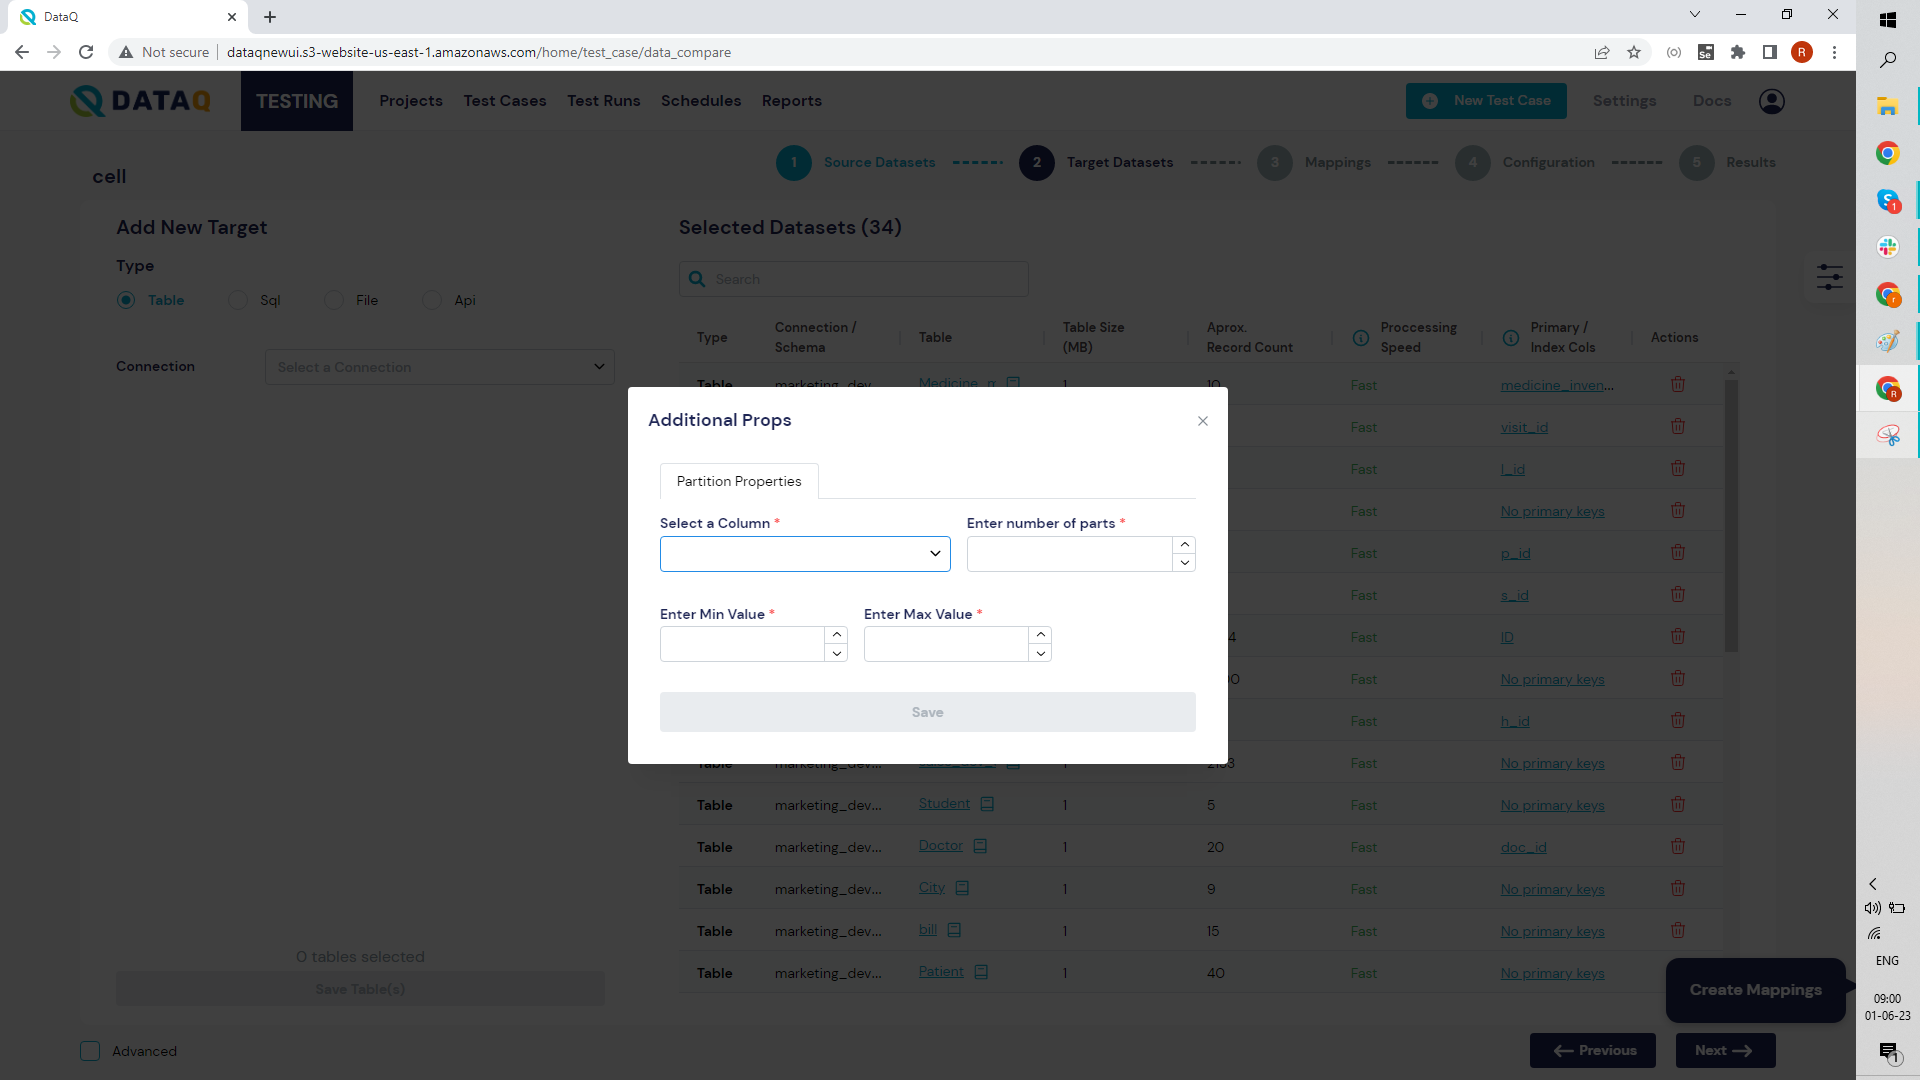 DataQ
Not secure
dataqnewui.s3-website-us-east-1.amazonaws.com/home/test_case/data_compare
R
DATAQ
TESTING
Projects
Test Cases
Test Runs
Schedules
Reports
New Test Case
Settings
Docs
cell
1 Source Datasets
2 Target Datasets
3 Mappings
4 Configuration
5 Results
Add New Target
Type
Table
Sql
File
Api
Connection
Select a Connection
0 tables selected
Save Table(s)
Selected Datasets (34)
Search
Type
Connection /
Schema
Table
Table Size
(MB)
Aprox.
Record Count
Proccessing
Speed
Primary /
Index Cols
Actions
Table marketing_dev 1 10 Fast medicine_inven...
Fast visit_id
Fast l_id
Fast No primary keys
Fast p_id
Fast s_id
4 Fast ID
Fast No primary keys
Fast h_id
Table marketing_dev... 1 Fast No primary keys
Table marketing_dev... Student 1 5 Fast No primary keys
Table marketing_dev... Doctor 1 20 Fast doc_id
Table marketing_dev... City 1 9 Fast No primary keys
Table marketing_dev... bill 1 15 Fast No primary keys
Table marketing_dev... Patient 1 40 Fast No primary keys
Additional Props
Partition Properties
Select a Column *
Enter number of parts *
Enter Min Value *
Enter Max Value *
Save
Create Mappings
Advanced
Previous
Next
Se
1
r
R
ENG
09:00
01-06-23
1